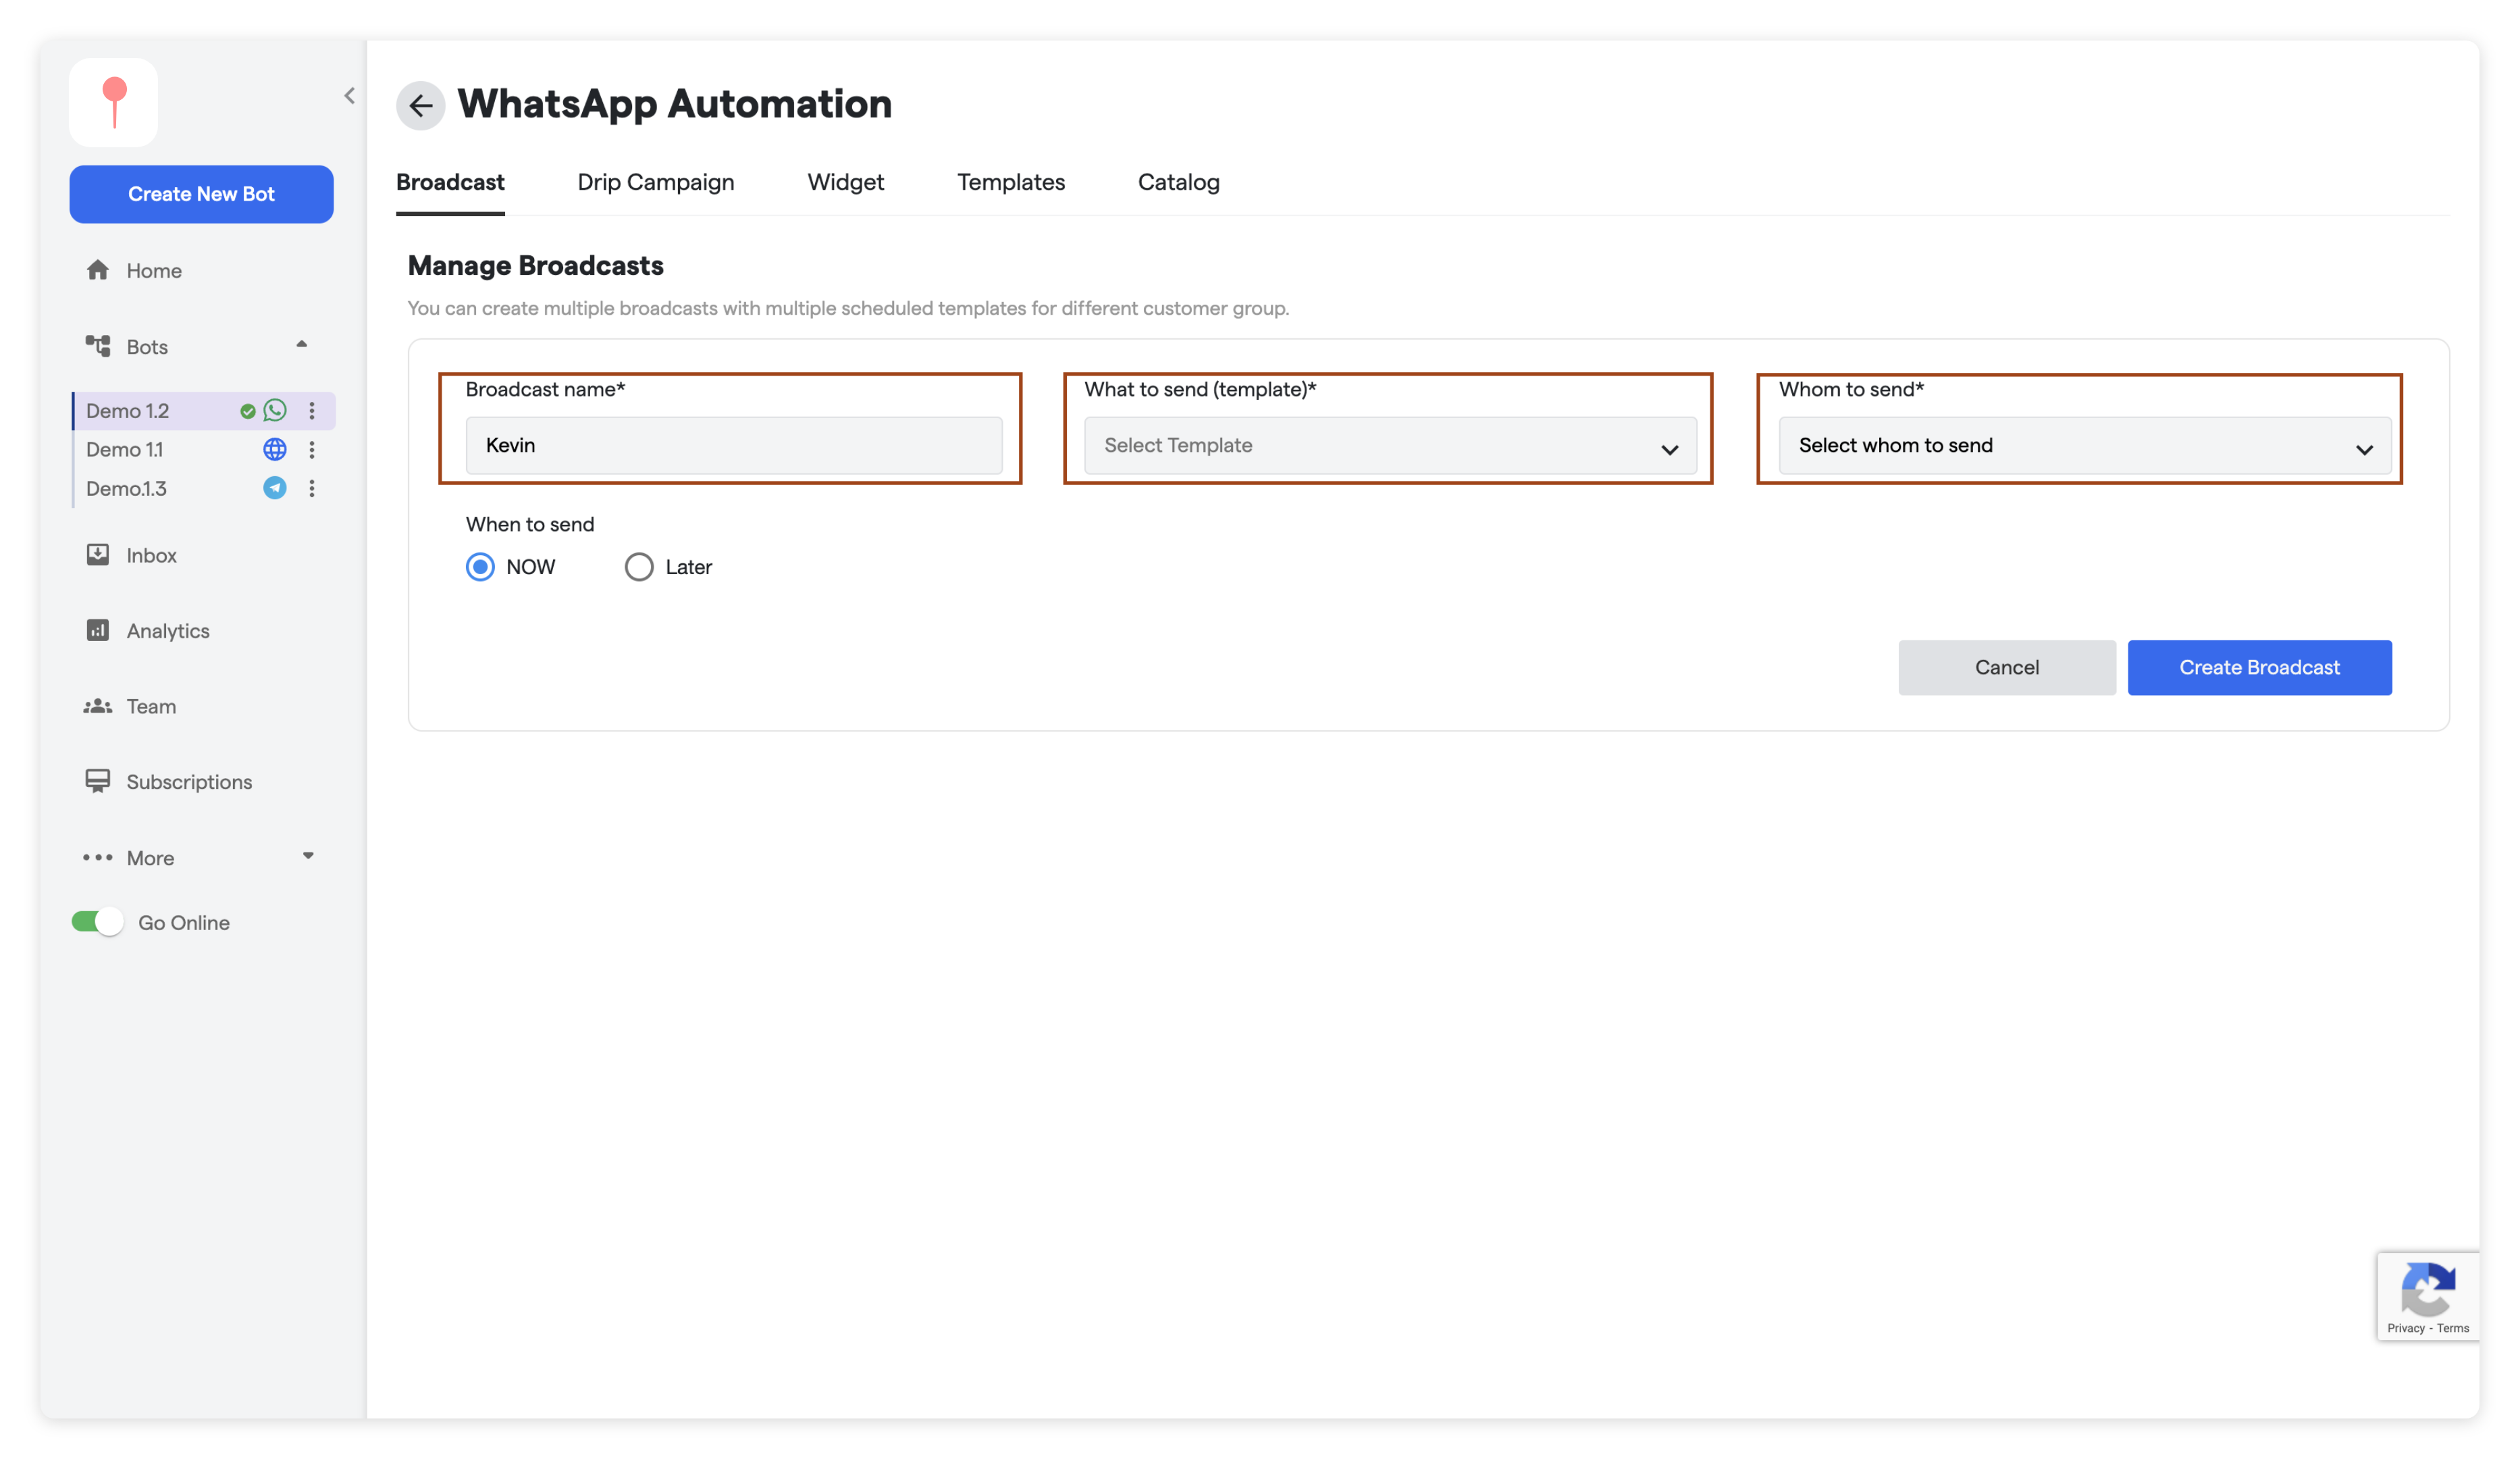 Create New Bot
Home
Bots
Demo 1.2
Demo 1.1
Demo.1.3
Inbox
Analytics
Team
Subscriptions
More
Go Online
WhatsApp Automation
Broadcast Drip Campaign Widget Templates Catalog
Manage Broadcasts
You can create multiple broadcasts with multiple scheduled templates for different customer group.
Broadcast name* What to send (template)* Whom to send*
Kevin Select Template Select whom to send
When to send
NOW Later
Cancel Create Broadcast
Privacy - Terms